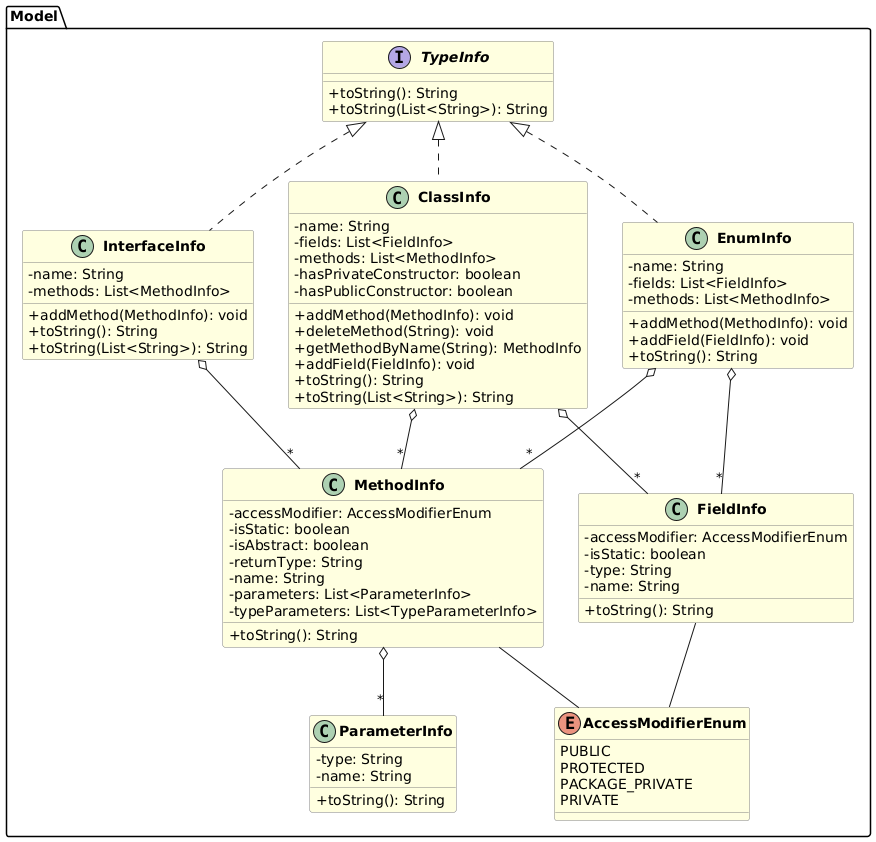 Model
I TypeInfo
+toString(): String
+toString(List<String>): String
C InterfaceInfo
-name: String
-methods: List<MethodInfo>
+addMethod(MethodInfo): void
+toString(): String
+toString(List<String>): String
C ClassInfo
-name: String
-fields: List<FieldInfo>
-methods: List<MethodInfo>
-hasPrivateConstructor: boolean
-hasPublicConstructor: boolean
+addMethod(MethodInfo): void
+deleteMethod(String): void
+getMethodByName(String): MethodInfo
+addField(FieldInfo): void
+toString(): String
+toString(List<String>): String
C EnumInfo
-name: String
-fields: List<FieldInfo>
-methods: List<MethodInfo>
+addMethod(MethodInfo): void
+addField(FieldInfo): void
+toString(): String
*
*
*
*
*
C MethodInfo
-accessModifier: AccessModifierEnum
-isStatic: boolean
-isAbstract: boolean
-returnType: String
-name: String
-parameters: List<ParameterInfo>
-typeParameters: List<TypeParameterInfo>
+toString(): String
C FieldInfo
-accessModifier: AccessModifierEnum
-isStatic: boolean
-type: String
-name: String
+toString(): String
*
C ParameterInfo
-type: String
-name: String
+toString(): String
E AccessModifierEnum
PUBLIC
PROTECTED
PACKAGE_PRIVATE
PRIVATE